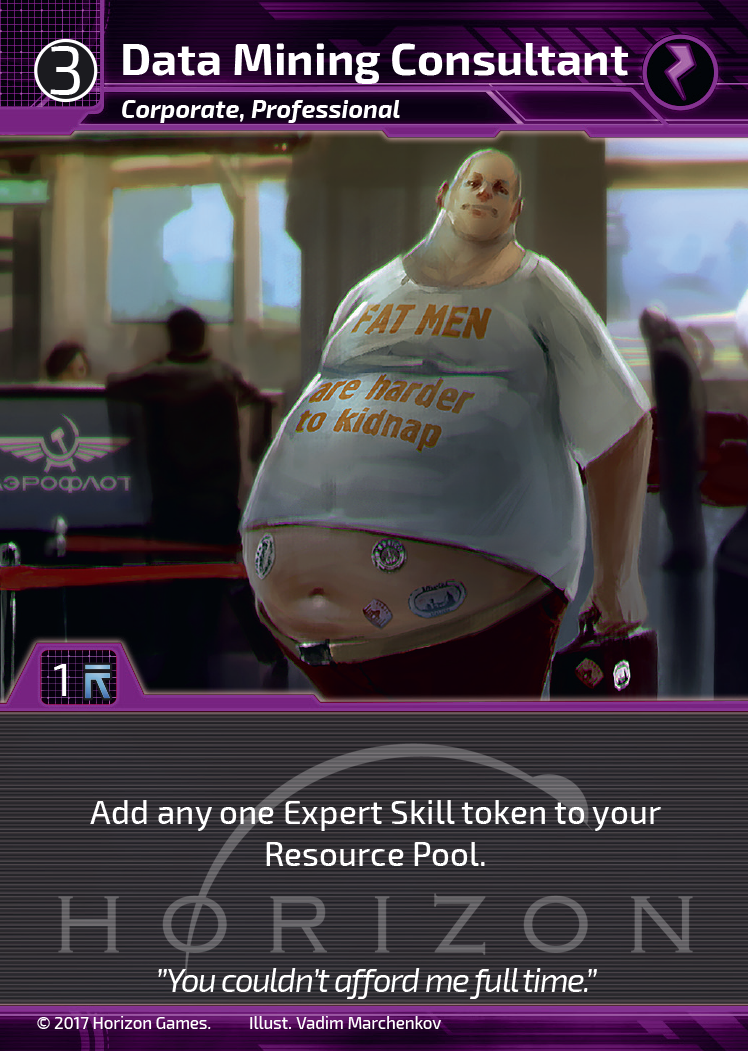 3
Data Mining Consultant
Corporate, Professional
FAT MEN
are harder
to kidnap
АЭРОФЛОТ
1
Add any one Expert Skill token to your
Resource Pool.
HORIZON
"You couldn't afford me full time."
© 2017 Horizon Games. Illust. Vadim Marchenkov